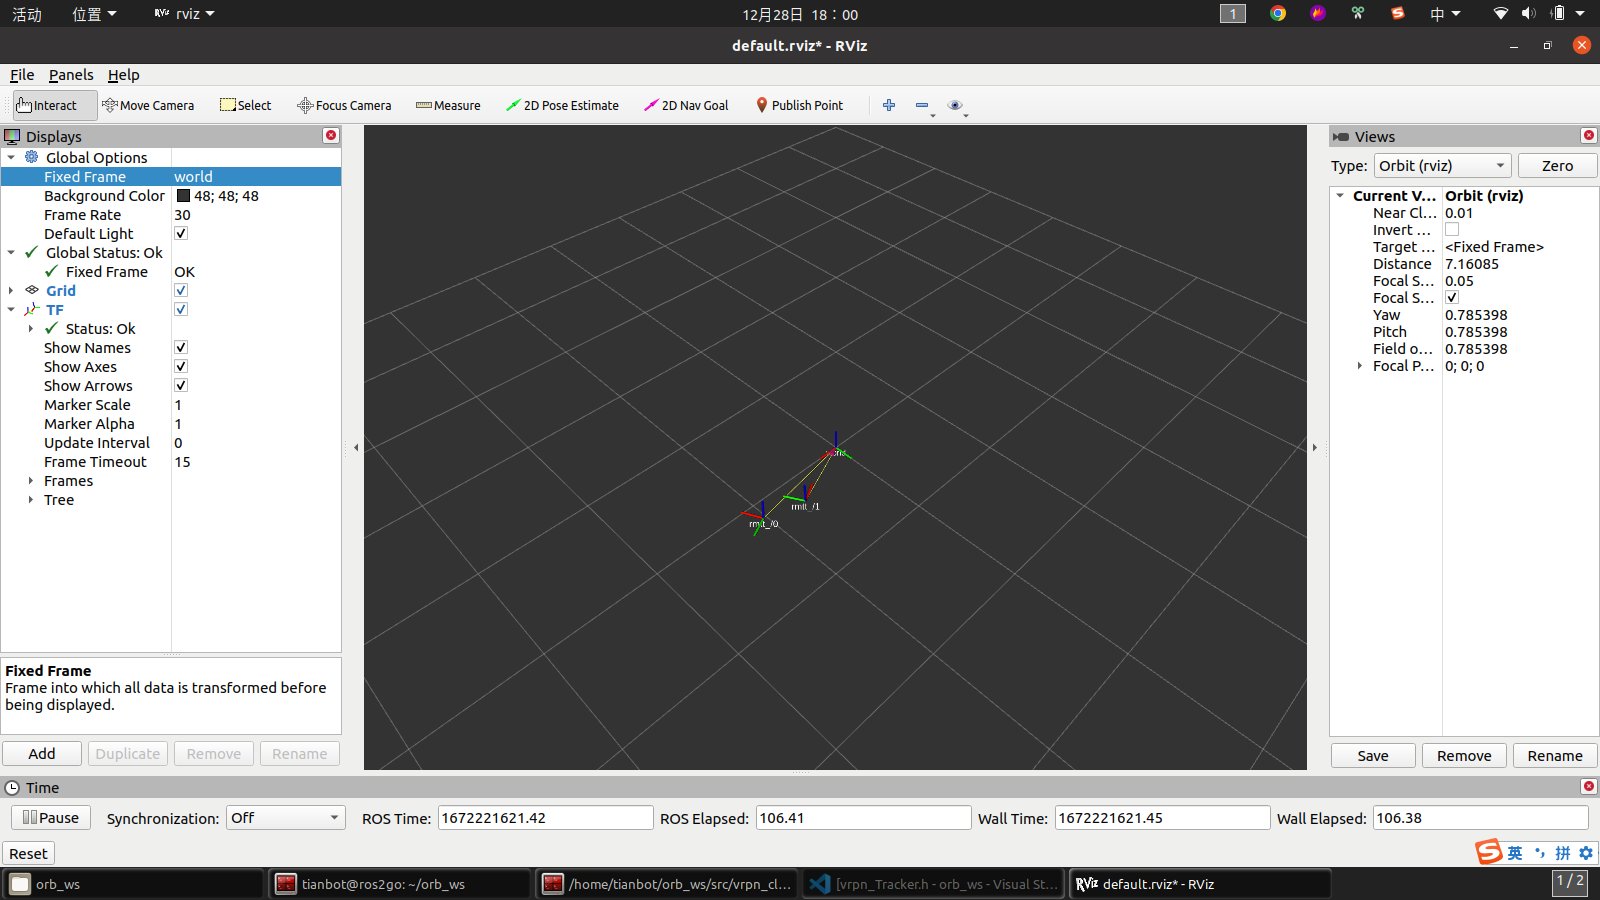 活动 位置 rviz 12月28日 18：00 1 中
default.rviz* - RViz
File Panels Help
Interact Move Camera Select Focus Camera Measure 2D Pose Estimate 2D Nav Goal Publish Point
Displays
Global Options
Fixed Frame world
Background Color 48; 48; 48
Frame Rate 30
Default Light
Global Status: Ok
Fixed Frame OK
Grid
TF
Status: Ok
Show Names
Show Axes
Show Arrows
Marker Scale 1
Marker Alpha 1
Update Interval 0
Frame Timeout 15
Frames
Tree
Fixed Frame
Frame into which all data is transformed before
being displayed.
Add Duplicate Remove Rename
rmtt_/1
rmtt_/0
Views
Type: Orbit (rviz) Zero
Current V... Orbit (rviz)
Near Cl... 0.01
Invert ...
Target ... <Fixed Frame>
Distance 7.16085
Focal S... 0.05
Focal S...
Yaw 0.785398
Pitch 0.785398
Field o... 0.785398
Focal P... 0; 0; 0
Save Remove Rename
Time
Pause Synchronization: Off ROS Time: 1672221621.42 ROS Elapsed: 106.41 Wall Time: 1672221621.45 Wall Elapsed: 106.38
Reset
英 拼
orb_ws tianbot@ros2go: ~/orb_ws /home/tianbot/orb_ws/src/vrpn_cl... [vrpn_Tracker.h - orb_ws - Visual St... RViz default.rviz* - RViz 1 / 2